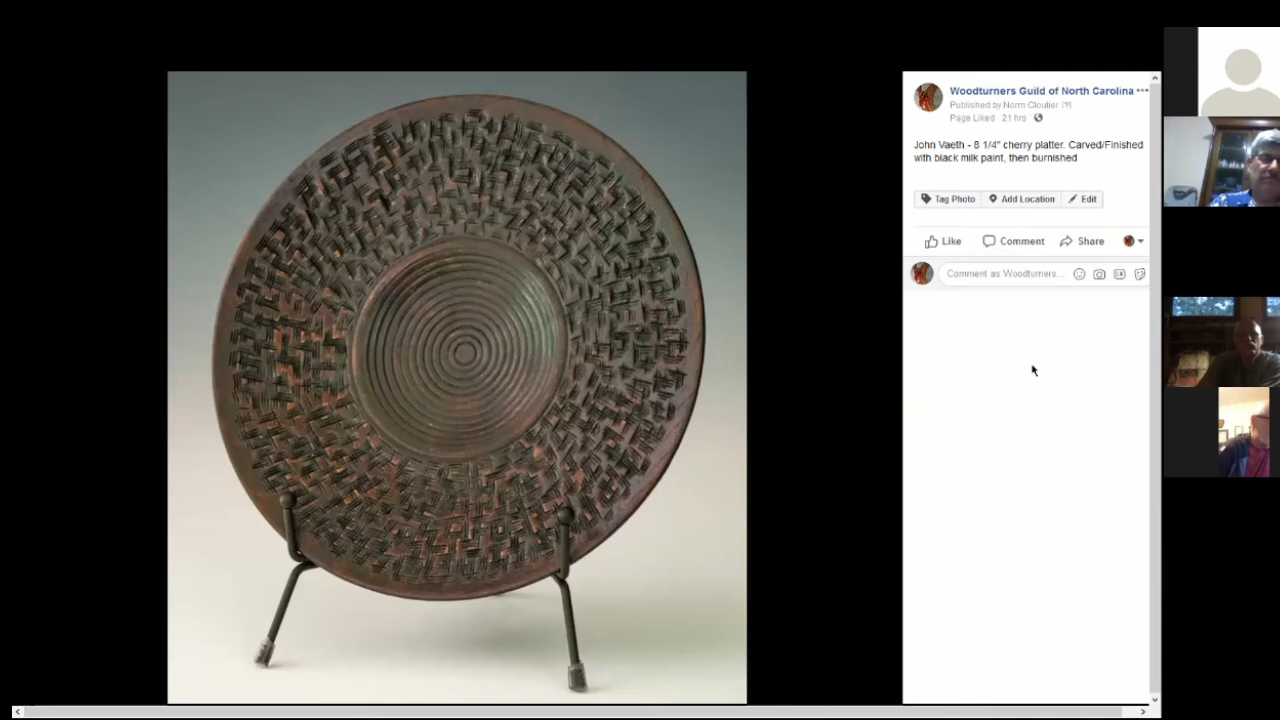 Woodturners Guild of North Carolina
Published by Norm Cloutier [?]
Page Liked · 21 hrs ·
John Vaeth - 8 1/4" cherry platter. Carved/Finished
with black milk paint, then burnished
Tag Photo Add Location Edit
Like Comment Share
Comment as Woodturners...